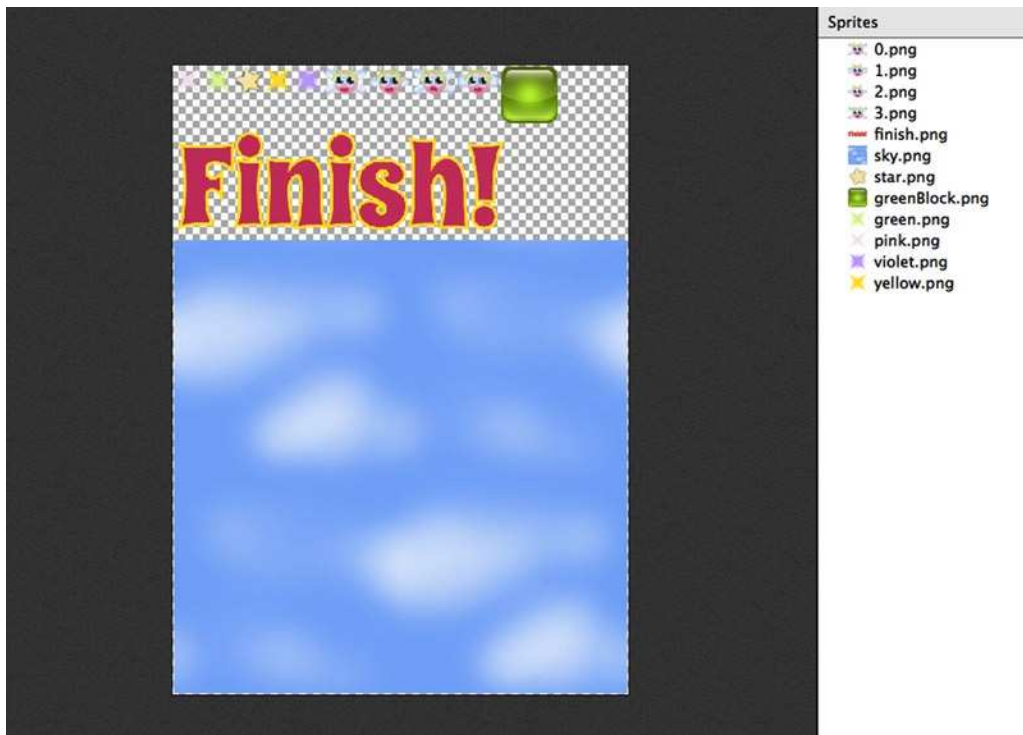 Sprites
0.png
1.png
2.png
3.png
finish.png
sky.png
star.png
greenBlock.png
green.png
pink.png
violet.png
yellow.png
Finish!